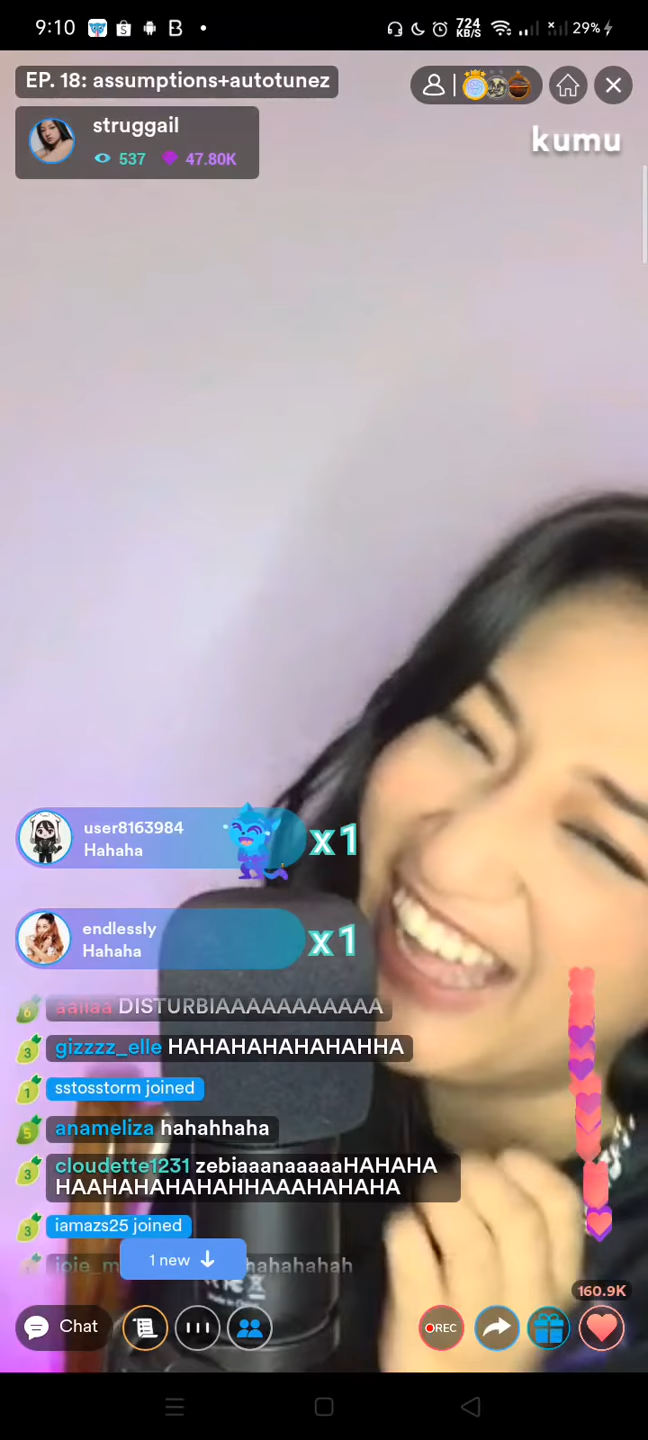 9:10
724
KB/S
29%
EP. 18: assumptions+autotunez
struggail
537
47.80K
kumu
user8163984
Hahaha
x1
endlessly
Hahaha
x1
6
DISTURBIAAAAAAAAAAA
3 gizzzz_elle HAHAHAHAHAHAHHA
1 sstosstorm joined
5 anameliza hahahhaha
3 cloudette1231 zebiaaanaaaaaHAHAHA
HAAHAHAHAHAHHAAAHAHAHA
3 iamazs25 joined
1 new
160.9K
Chat
REC